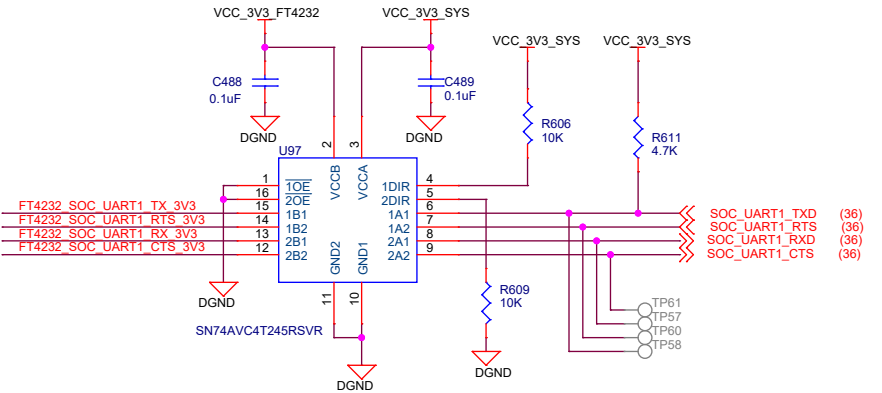 VCC_3V3_FT4232
VCC_3V3_SYS
VCC_3V3_SYS
VCC_3V3_SYS
C488
0.1uF
C489
0.1uF
DGND
DGND
R606
10K
R611
4.7K
U97
2
3
VCCB
VCCA
1
16
15
14
13
12
1OE
2OE
1B1
1B2
2B1
2B2
1DIR
2DIR
1A1
1A2
2A1
2A2
4
5
6
7
8
9
GND2
GND1
11
10
FT4232_SOC_UART1_TX_3V3
FT4232_SOC_UART1_RTS_3V3
FT4232_SOC_UART1_RX_3V3
FT4232_SOC_UART1_CTS_3V3
SOC_UART1_TXD (36)
SOC_UART1_RTS (36)
SOC_UART1_RXD (36)
SOC_UART1_CTS (36)
DGND
SN74AVC4T245RSVR
R609
10K
TP61
TP57
TP60
TP58
DGND
DGND